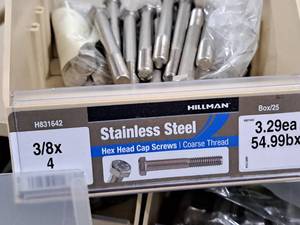 HILLMAN
H831642
Box/25
Stainless Steel
Hex Head Cap Screws | Coarse Thread
3/8x
4
3.29ea
54.99bx